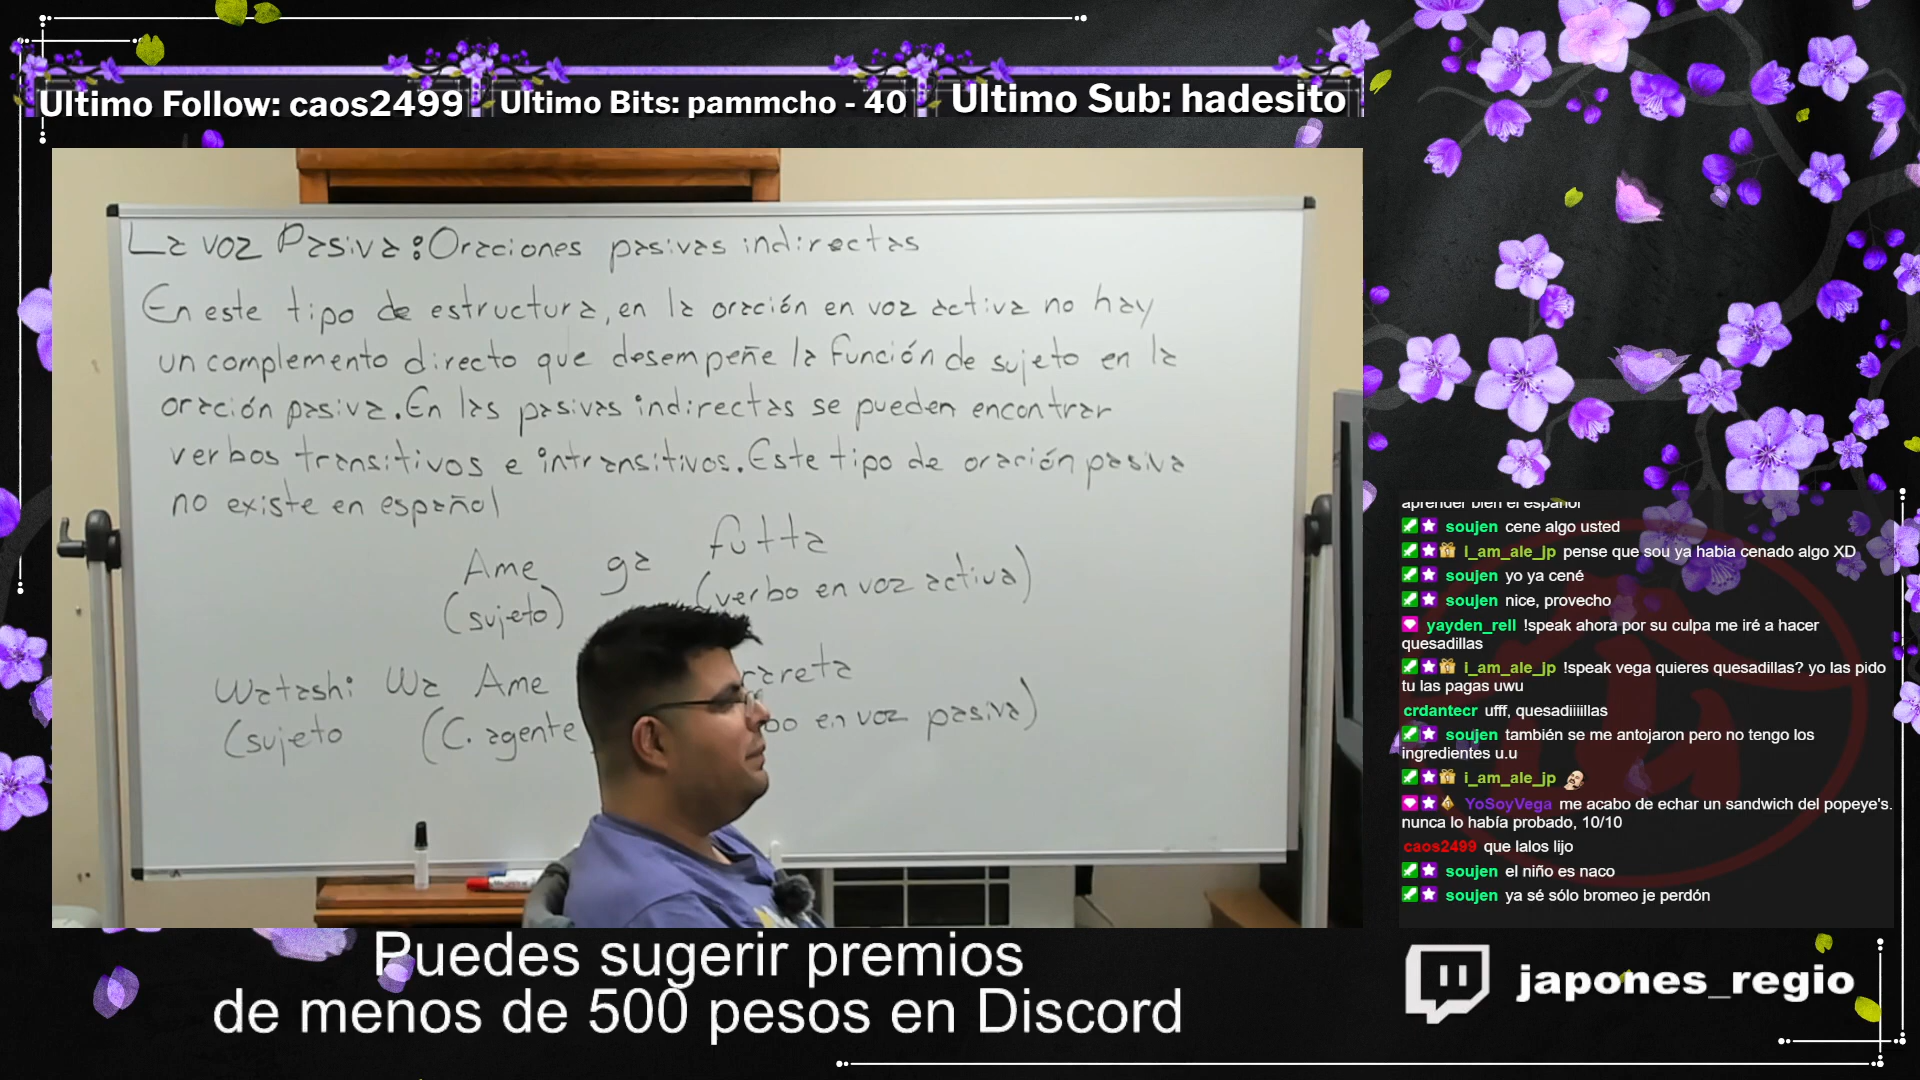 Ultimo Follow: caos2499
Ultimo Bits: pammcho - 40
Ultimo Sub: hadesito
La voz Pasiva: Oraciones pasivas indirectas
En este tipo de estructura, en la oración en voz activa no hay
un complemento directo que desempeñe la función de sujeto en la
oración pasiva. En las pasivas indirectas se pueden encontrar
verbos transitivos e intransitivos. Este tipo de oración pasiva
no existe en español
Ame ga futta
(sujeto) (verbo en voz activa)
Watashi Wa Ame
(sujeto (C. agente en voz pasiva)
aprender bien el español
soujen cene algo usted
i_am_ale_jp pense que sou ya habia cenado algo XD
soujen yo ya cené
soujen nice, provecho
yayden_rell !speak ahora por su culpa me iré a hacer
quesadillas
i_am_ale_jp !speak vega quieres quesadillas? yo las pido
tu las pagas uwu
crdantecr ufff, quesadiiiillas
soujen también se me antojaron pero no tengo los
ingredientes u.u
i_am_ale_jp
YoSoyVega me acabo de echar un sandwich del popeye's.
nunca lo había probado, 10/10
caos2499 que lalos lijo
soujen el niño es naco
soujen ya sé sólo bromeo je perdón
Puedes sugerir premios
de menos de 500 pesos en Discord
japones_regio